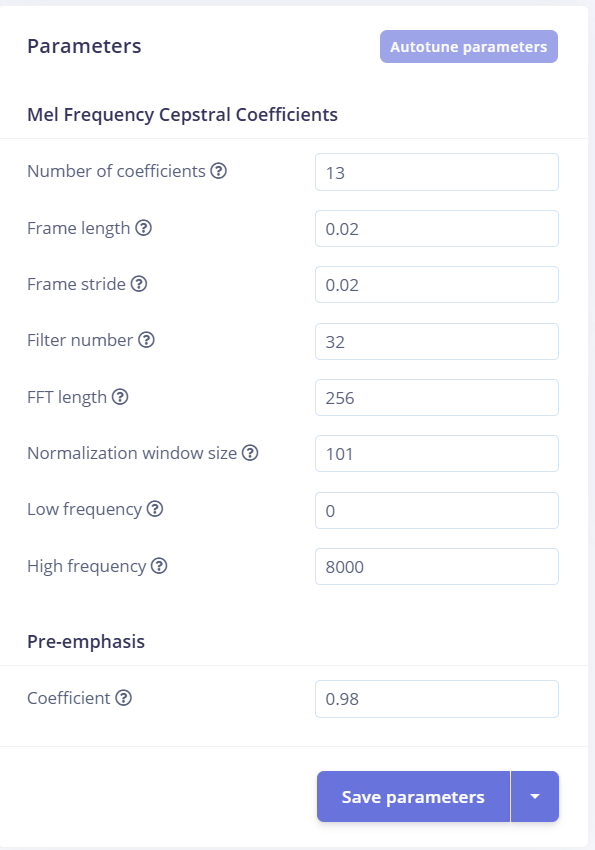 Parameters
Autotune parameters
Mel Frequency Cepstral Coefficients
Number of coefficients
13
Frame length
0.02
Frame stride
0.02
Filter number
32
FFT length
256
Normalization window size
101
Low frequency
0
High frequency
8000
Pre-emphasis
Coefficient
0.98
Save parameters